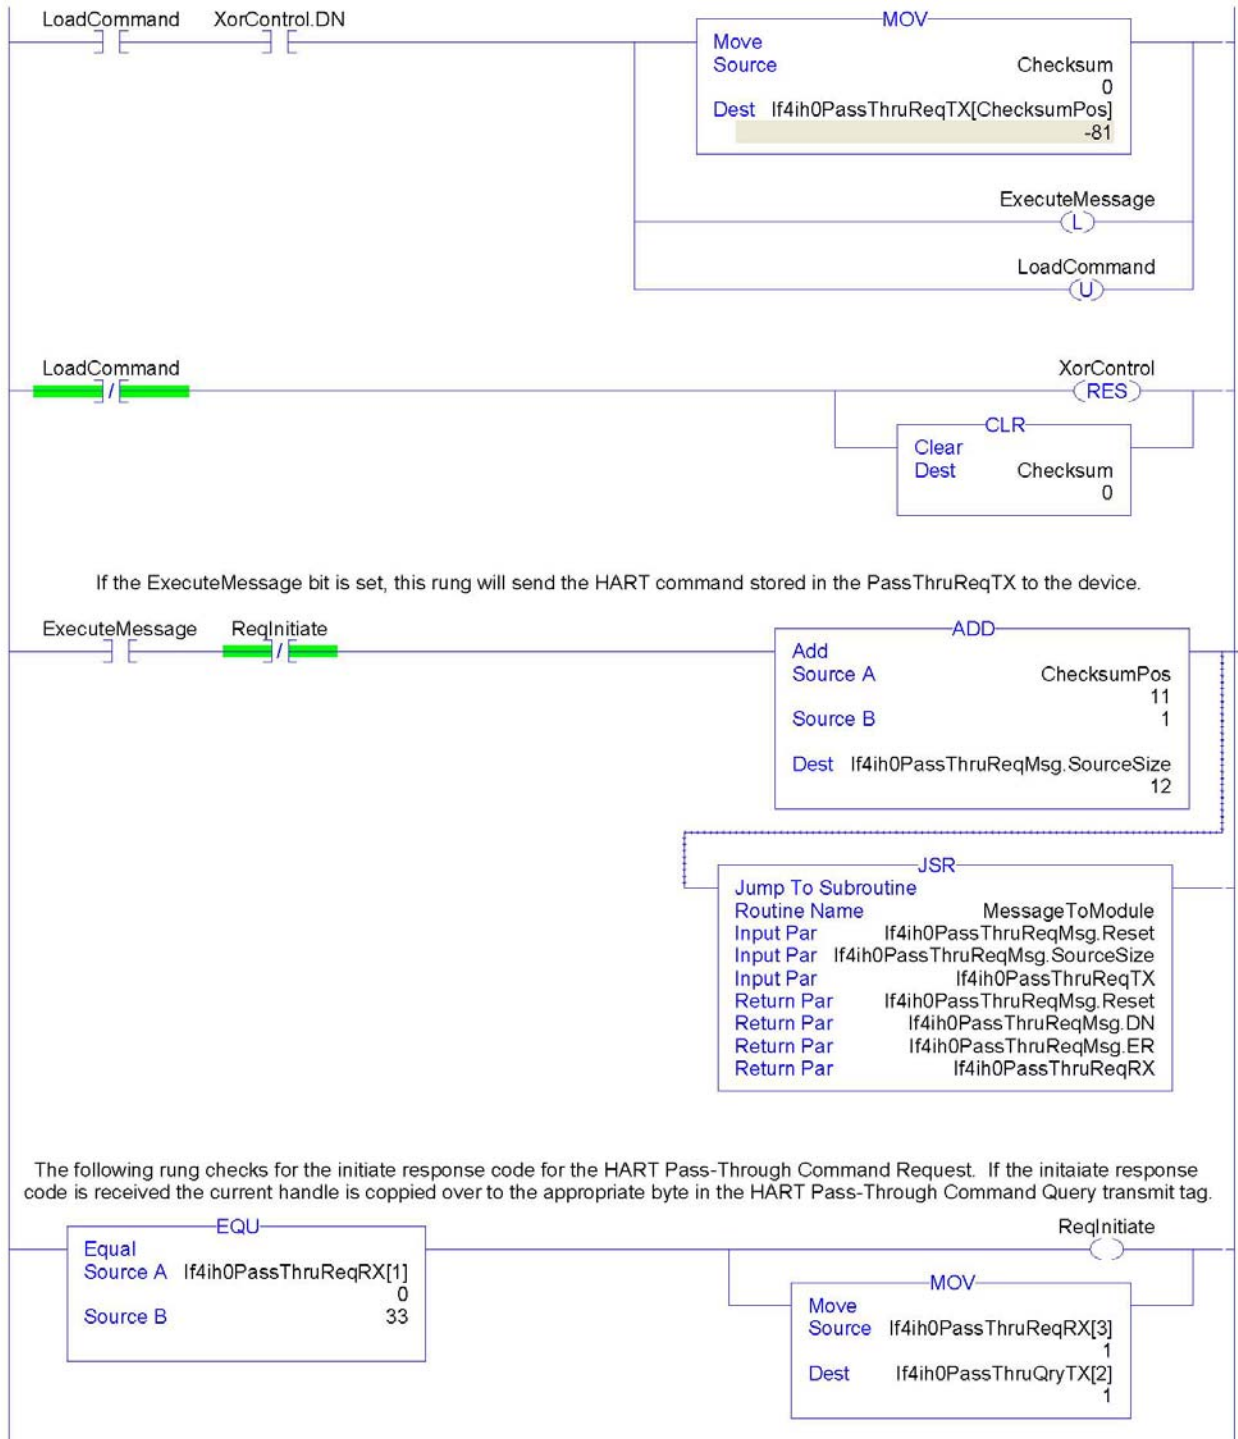 LoadCommand XorControl.DN
MOV
Move
Source Checksum
0
Dest If4ih0PassThruReqTX[ChecksumPos]
-81
ExecuteMessage
L
LoadCommand
U
LoadCommand XorControl
/ RES
CLR
Clear
Dest Checksum
0
If the ExecuteMessage bit is set, this rung will send the HART command stored in the PassThruReqTX to the device.
ExecuteMessage ReqInitiate
/
ADD
Add
Source A ChecksumPos
11
Source B 1
Dest If4ih0PassThruReqMsg.SourceSize
12
JSR
Jump To Subroutine
Routine Name MessageToModule
Input Par If4ih0PassThruReqMsg.Reset
Input Par If4ih0PassThruReqMsg.SourceSize
Input Par If4ih0PassThruReqTX
Return Par If4ih0PassThruReqMsg.Reset
Return Par If4ih0PassThruReqMsg.DN
Return Par If4ih0PassThruReqMsg.ER
Return Par If4ih0PassThruReqRX
The following rung checks for the initiate response code for the HART Pass-Through Command Request. If the initaiate response
code is received the current handle is coppied over to the appropriate byte in the HART Pass-Through Command Query transmit tag.
EQU
Equal
Source A If4ih0PassThruReqRX[1]
0
Source B 33
ReqInitiate
MOV
Move
Source If4ih0PassThruReqRX[3]
1
Dest If4ih0PassThruQryTX[2]
1